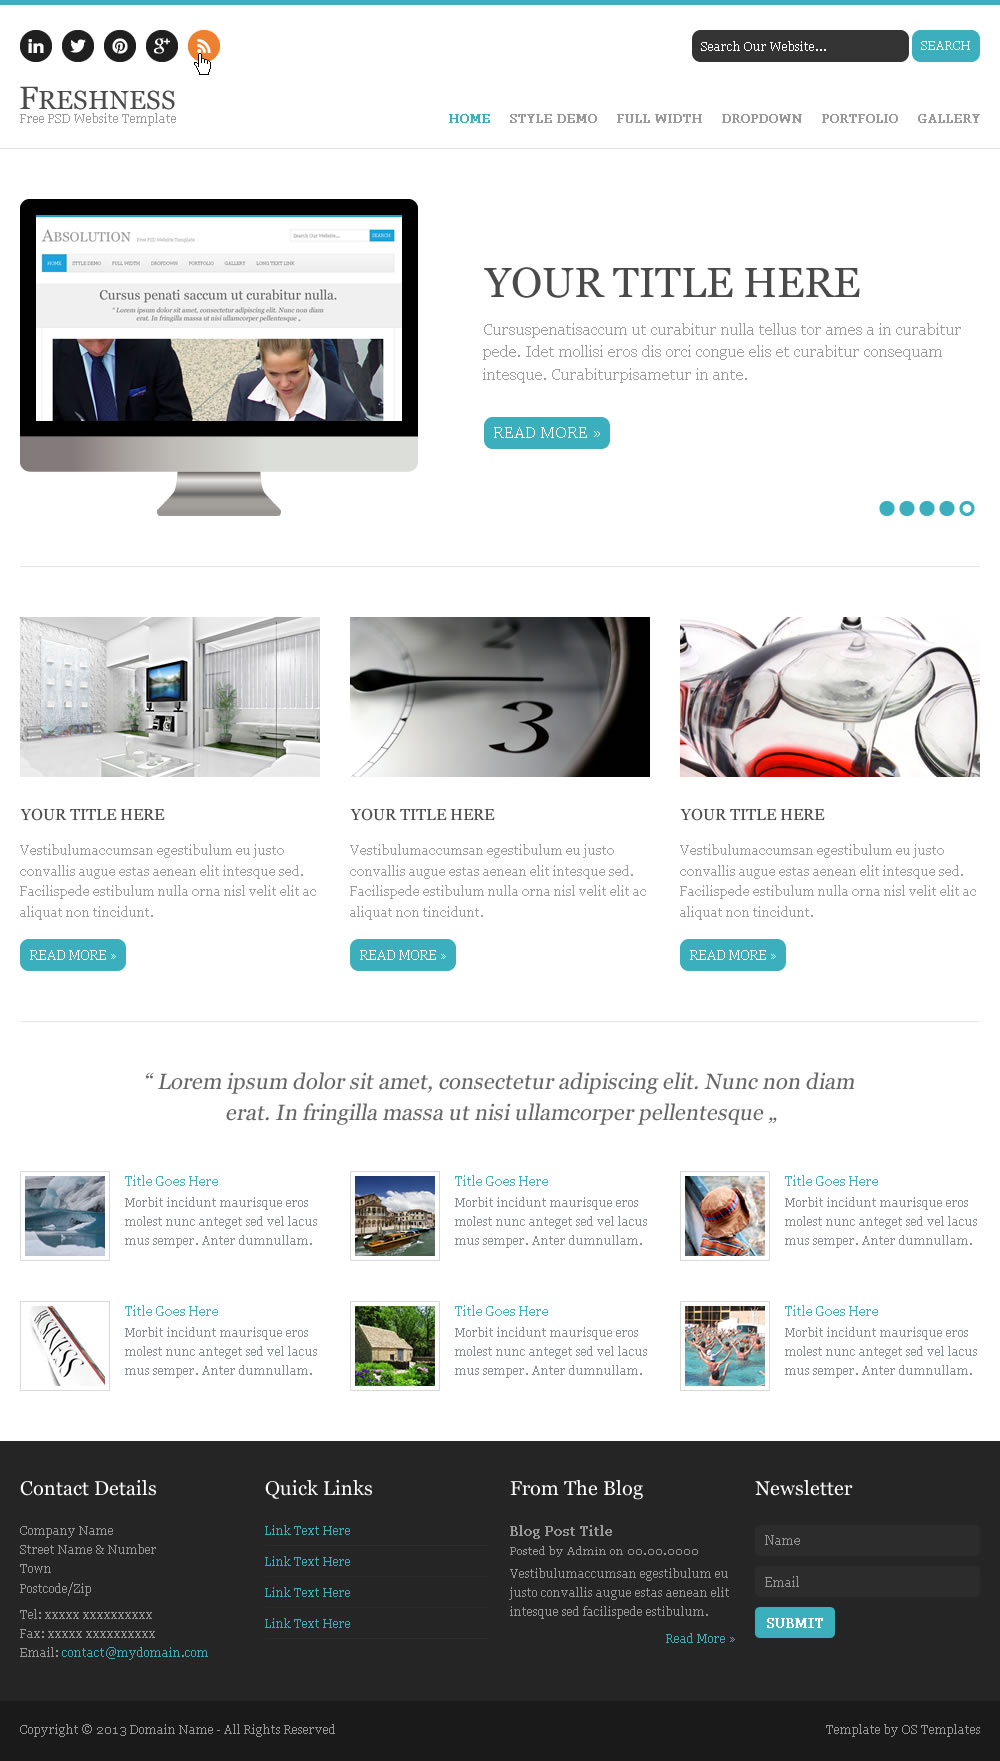 Search Our Website...
SEARCH
FRESHNESS
Free PSD Website Template
HOME STYLE DEMO FULL WIDTH DROPDOWN PORTFOLIO GALLERY
ABSOLUTION Free PSD Website Template
Search Our Website... SEARCH
HOME STYLE DEMO FULL WIDTH DROPDOWN PORTFOLIO GALLERY LONG TEXT LINK
Cursus penati saccum ut curabitur nulla.
“ Lorem ipsum dolor sit amet, consectetur adipiscing elit. Nunc non diam
erat. In fringilla massa ut nisi ullamcorper pellentesque „
YOUR TITLE HERE
Cursuspenatisaccum ut curabitur nulla tellus tor ames a in curabitur
pede. Idet mollisi eros dis orci congue elis et curabitur consequam
intesque. Curabiturpisametur in ante.
READ MORE »
2
3
YOUR TITLE HERE
Vestibulumaccumsan egestibulum eu justo
convallis augue estas aenean elit intesque sed.
Facilispede estibulum nulla orna nisl velit elit ac
aliquat non tincidunt.
READ MORE »
YOUR TITLE HERE
Vestibulumaccumsan egestibulum eu justo
convallis augue estas aenean elit intesque sed.
Facilispede estibulum nulla orna nisl velit elit ac
aliquat non tincidunt.
READ MORE »
YOUR TITLE HERE
Vestibulumaccumsan egestibulum eu justo
convallis augue estas aenean elit intesque sed.
Facilispede estibulum nulla orna nisl velit elit ac
aliquat non tincidunt.
READ MORE »
“ Lorem ipsum dolor sit amet, consectetur adipiscing elit. Nunc non diam
erat. In fringilla massa ut nisi ullamcorper pellentesque „
Title Goes Here
Morbit incidunt maurisque eros
molest nunc anteget sed vel lacus
mus semper. Anter dumnullam.
Title Goes Here
Morbit incidunt maurisque eros
molest nunc anteget sed vel lacus
mus semper. Anter dumnullam.
Title Goes Here
Morbit incidunt maurisque eros
molest nunc anteget sed vel lacus
mus semper. Anter dumnullam.
Title Goes Here
Morbit incidunt maurisque eros
molest nunc anteget sed vel lacus
mus semper. Anter dumnullam.
Title Goes Here
Morbit incidunt maurisque eros
molest nunc anteget sed vel lacus
mus semper. Anter dumnullam.
Title Goes Here
Morbit incidunt maurisque eros
molest nunc anteget sed vel lacus
mus semper. Anter dumnullam.
Contact Details
Company Name
Street Name & Number
Town
Postcode/Zip
Tel: xxxxx xxxxxxxxxx
Fax: xxxxx xxxxxxxxxx
Email: contact@mydomain.com
Quick Links
Link Text Here
Link Text Here
Link Text Here
Link Text Here
From The Blog
Blog Post Title
Posted by Admin on 00.00.0000
Vestibulumaccumsan egestibulum eu
justo convallis augue estas aenean elit
intesque sed facilispede estibulum.
Read More »
Newsletter
Name
Email
SUBMIT
Copyright © 2013 Domain Name - All Rights Reserved
Template by OS Templates